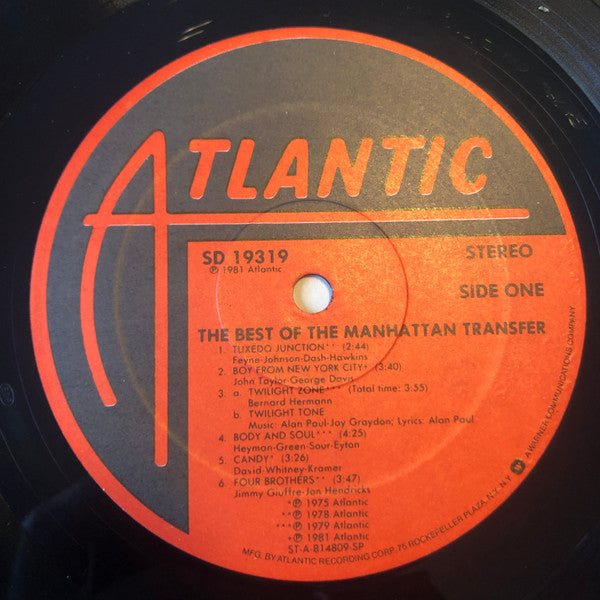 ATLANTIC
SD 19319
STEREO
℗ 1981 Atlantic
SIDE ONE
THE BEST OF THE MANHATTAN TRANSFER
1. TUXEDO JUNCTION** (2:44)
Feyne-Johnson-Dash-Hawkins
2. BOY FROM NEW YORK CITY+ (3:40)
John Taylor-George Davis
3. a. TWILIGHT ZONE*** (Total time: 3:55)
Bernard Hermann
b. TWILIGHT TONE
Music: Alan Paul-Jay Graydon; Lyrics: Alan Paul
4. BODY AND SOUL*** (4:25)
Heyman-Green-Sour-Eyton
5. CANDY* (3:26)
David-Whitney-Kramer
6. FOUR BROTHERS** (3:47)
Jimmy Giuffre-Jon Hendricks
*℗ 1975 Atlantic
**℗ 1978 Atlantic
***℗ 1979 Atlantic
+℗ 1981 Atlantic
ST-A-814809-SP
MFG. BY ATLANTIC RECORDING CORP. 75 ROCKEFELLER PLAZA, N.Y. N.Y. A WARNER COMMUNICATIONS COMPANY